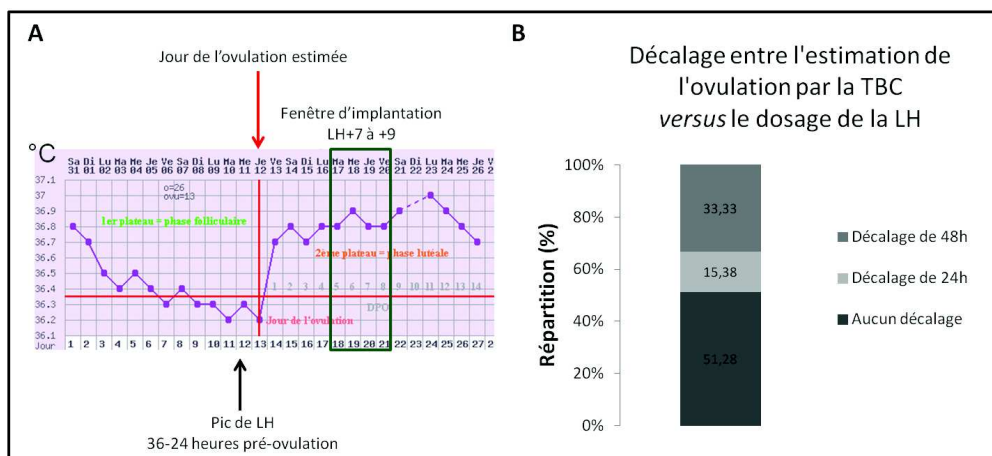 A
Jour de l'ovulation estimée
Fenêtre d'implantation
LH+7 à +9
°C
Sa Di Lu Ma Me Je Ve Sa Di Lu Ma Me Je Ve Sa Di Lu Ma Me Je Ve Sa Di Lu Ma Me Je V
31 01 02 03 04 05 06 07 08 09 10 11 12 13 14 15 16 17 18 19 20 21 22 23 24 25 26 2
37.1
37
36.9
36.8
36.7
36.6
36.5
36.4
36.3
36.2
36.1
o=26
ovu=13
1er plateau = phase folliculaire
2ème plateau = phase lutéale
1 2 3 4 5 6 7 8 9 10 11 12 13 14
DPO
Jour de l'ovulation
Jour 1 2 3 4 5 6 7 8 9 10 11 12 13 14 15 16 17 18 19 20 21 22 23 24 25 26 27 2
Pic de LH
36-24 heures pré-ovulation
B
Décalage entre l'estimation de
l'ovulation par la TBC
versus le dosage de la LH
Répartition (%)
100%
80%
60%
40%
20%
0%
33,33
15,38
51,28
Décalage de 48h
Décalage de 24h
Aucun décalage